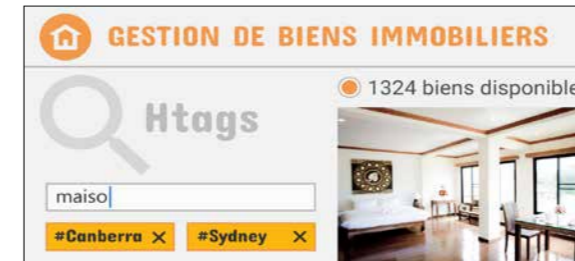 GESTION DE BIENS IMMOBILIERS
Htags
1324 biens disponible
maiso
#Canberra ×
#Sydney ×